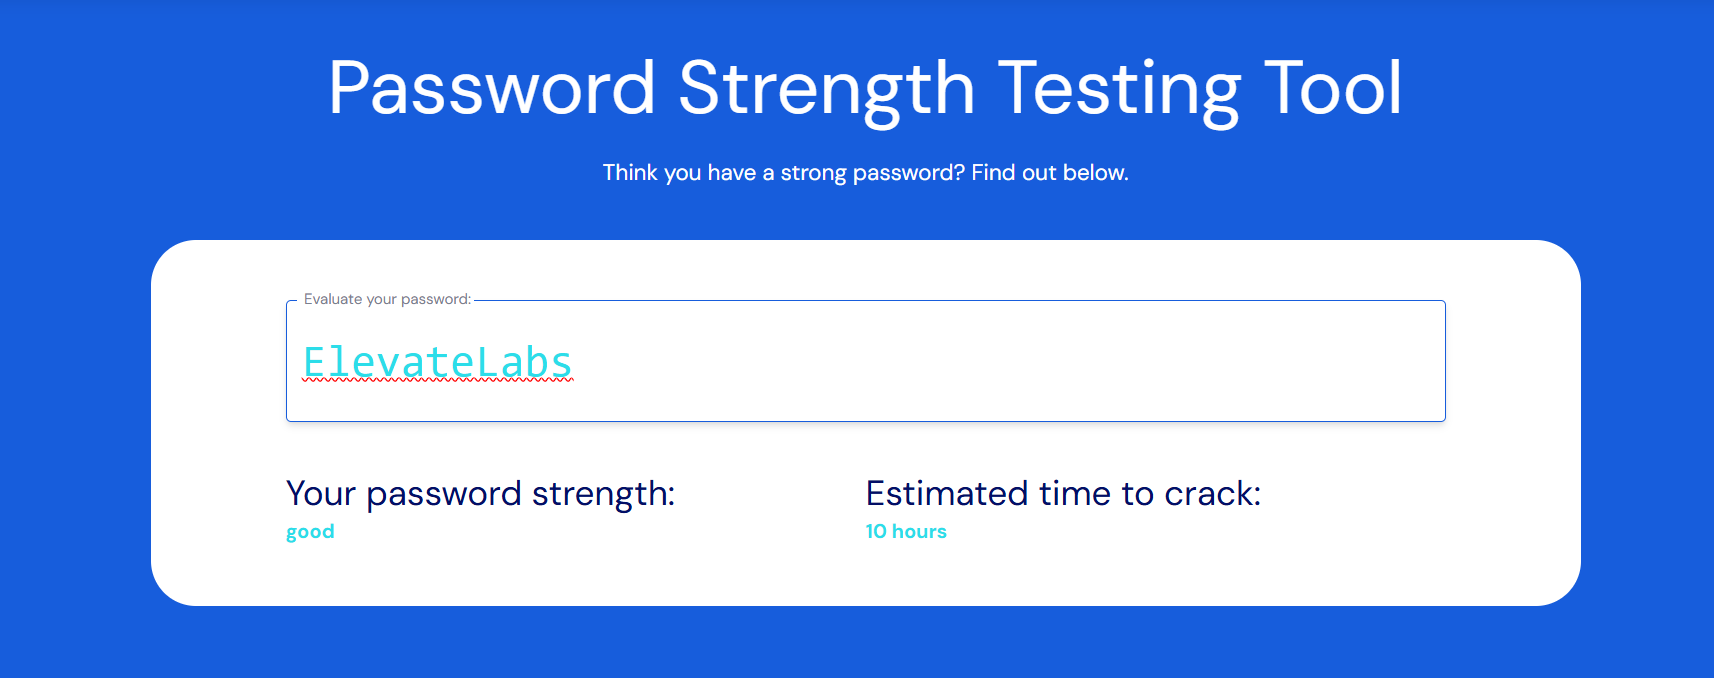 Password Strength Testing Tool
Think you have a strong password? Find out below.
Evaluate your password:
ElevateLabs
Your password strength:
good
Estimated time to crack:
10 hours